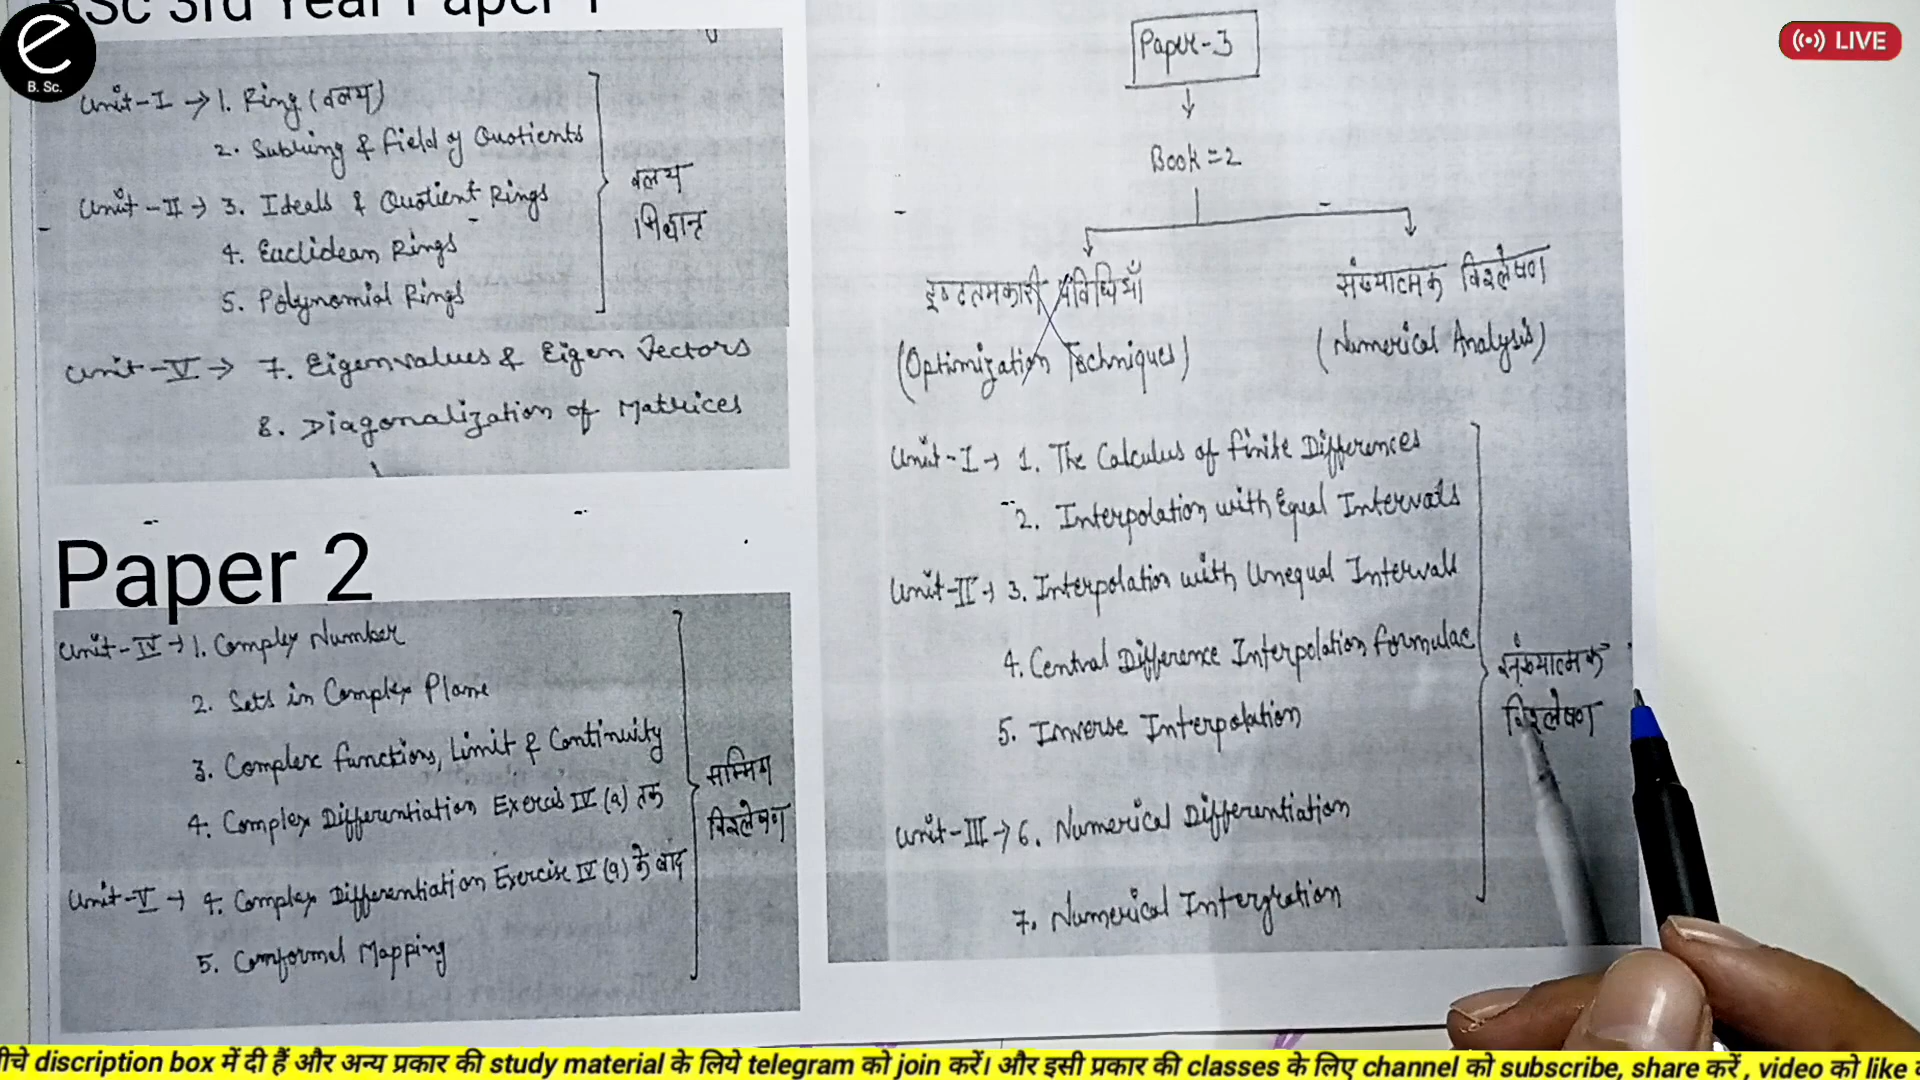 BSc 3rd Year Paper 1
e
B. Sc.
Unit-I → 1. Ring (वलय)
2. Subring & Field of Quotients
Unit-II → 3. Ideals & Quotient Rings
4. Euclidean Rings
5. Polynomial Rings
वलय
सिद्धान्त
Unit-V → 7. Eigenvalues & Eigen Vectors
8. Diagonalization of Matrices
Paper 2
Unit-IV → 1. Complex Number
2. Sets in Complex Plane
3. Complex Functions, Limit & Continuity
4. Complex Differentiation Exercis IV (a) तक
Unit-V → 4. Complex Differentiation Exercise IV (a) के बाद
5. Conformal Mapping
सम्मिश्र
विश्लेषण
Paper-3
Book = 2
इष्टतमकारी प्रविधियाँ
(Optimization Techniques)
संख्यात्मक विश्लेषण
(Numerical Analysis)
Unit-I → 1. The Calculus of Finite Differences
2. Interpolation with Equal Intervals
Unit-II → 3. Interpolation with Unequal Intervals
4. Central Difference Interpolation Formulae
5. Inverse Interpolation
Unit-III → 6. Numerical Differentiation
7. Numerical Intergration
संख्यात्मक
विश्लेषण
LIVE
ीचे discription box में दी हैं और अन्य प्रकार की study material के लिये telegram को join करें। और इसी प्रकार की classes के लिए channel को subscribe, share करें , video को like